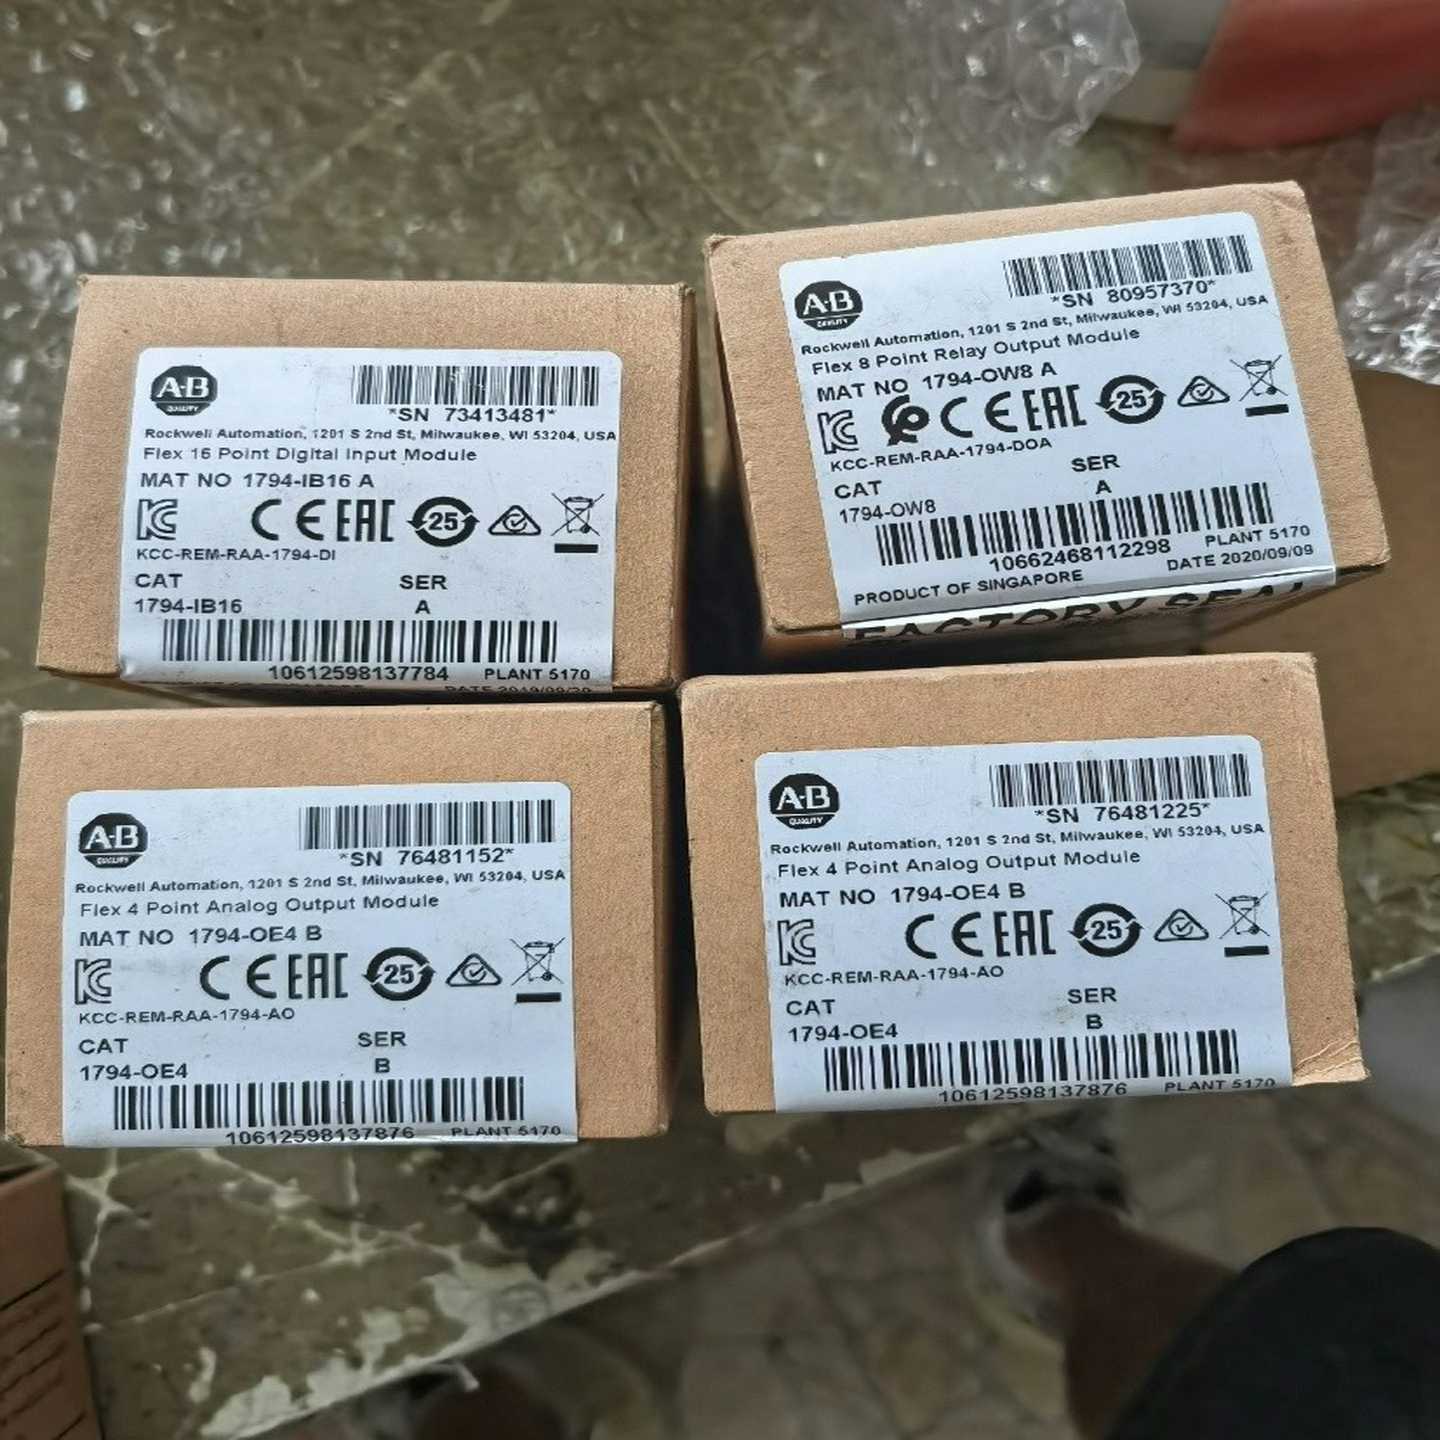 A-B
QUALITY
*SN 73413481*
Rockwell Automation, 1201 S 2nd St, Milwaukee, WI 53204, USA
Flex 16 Point Digital Input Module
MAT NO 1794-IB16 A
CE EAC 25
KCC-REM-RAA-1794-DI
CAT SER
1794-IB16 A
10612598137784 PLANT 5170
A-B
QUALITY
*SN 80957370*
Rockwell Automation, 1201 S 2nd St, Milwaukee, WI 53204, USA
Flex 8 Point Relay Output Module
MAT NO 1794-OW8 A
CE EAC 25
KCC-REM-RAA-1794-DOA
CAT SER
1794-OW8 A
10662468112298 PLANT 5170
PRODUCT OF SINGAPORE DATE 2020/09/09
FACTORY SEAL
A-B
QUALITY
*SN 76481152*
Rockwell Automation, 1201 S 2nd St, Milwaukee, WI 53204, USA
Flex 4 Point Analog Output Module
MAT NO 1794-OE4 B
CE EAC 25
KCC-REM-RAA-1794-AO
CAT SER
1794-OE4 B
10612598137876 PLANT 5170
A-B
QUALITY
*SN 76481225*
Rockwell Automation, 1201 S 2nd St, Milwaukee, WI 53204, USA
Flex 4 Point Analog Output Module
MAT NO 1794-OE4 B
CE EAC 25
KCC-REM-RAA-1794-AO
CAT SER
1794-OE4 B
10612598137876 PLANT 5170